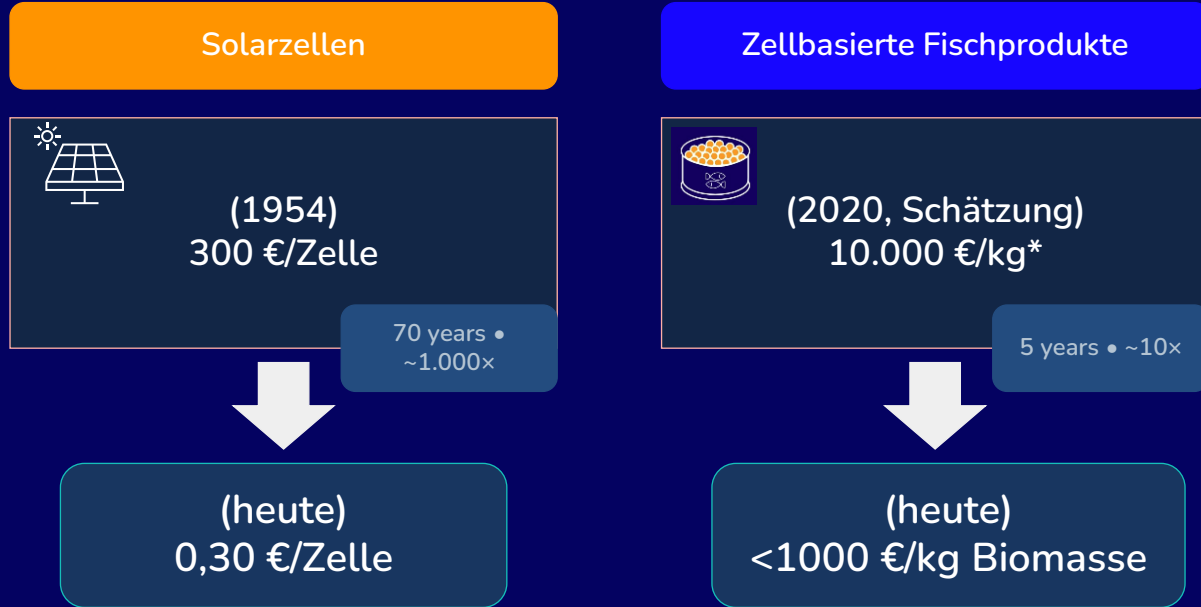 Solarzellen
(1954)
300 €/Zelle
70 years •
~1.000×
(heute)
0,30 €/Zelle
Zellbasierte Fischprodukte
(2020, Schätzung)
10.000 €/kg*
5 years • ~10×
(heute)
<1000 €/kg Biomasse